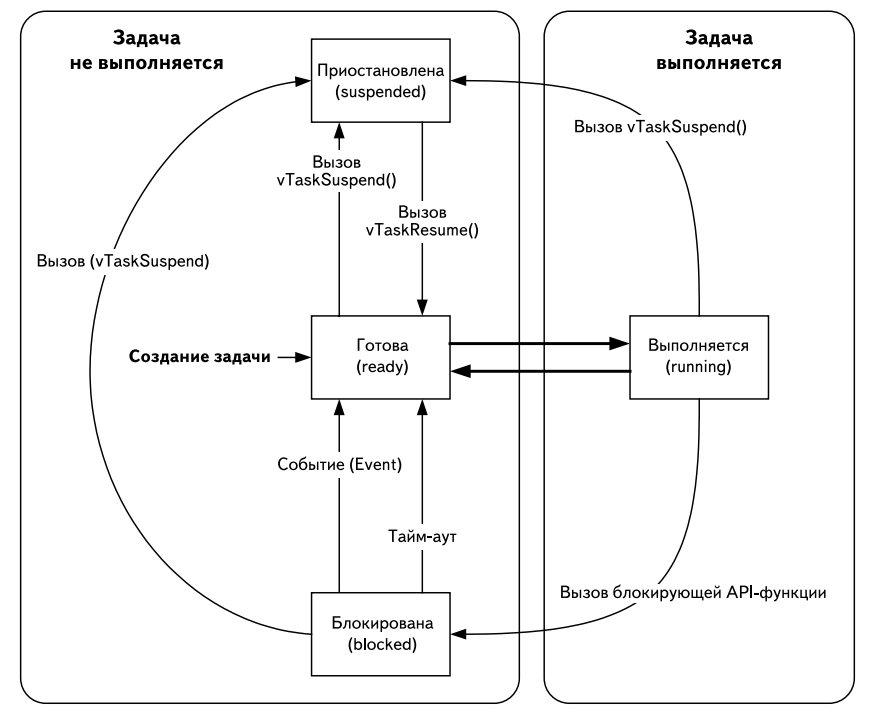 Задача
не выполняется
Задача
выполняется
Приостановлена
(suspended)
Вызов vTaskSuspend()
Вызов
vTaskSuspend()
Вызов
vTaskResume()
Вызов (vTaskSuspend)
Создание задачи
Готова
(ready)
Выполняется
(running)
Событие (Event)
Тайм-аут
Вызов блокирующей API-функции
Блокирована
(blocked)